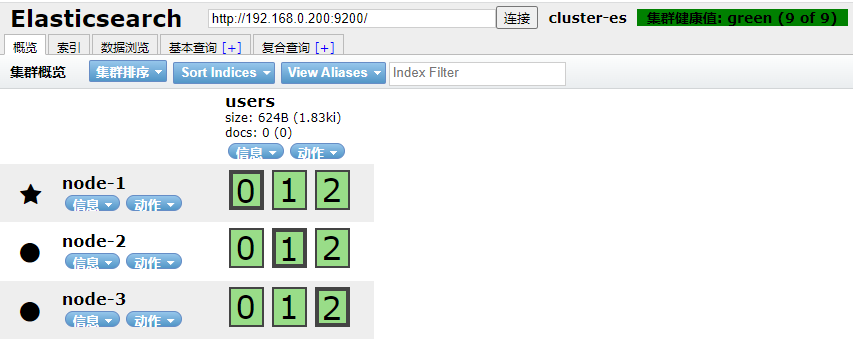 Elasticsearch http://192.168.0.200:9200/ 连接 cluster-es 集群健康值: green (9 of 9)
概览 索引 数据浏览 基本查询 [+] 复合查询 [+]
集群概览 集群排序 Sort Indices View Aliases Index Filter
users
size: 624B (1.83ki)
docs: 0 (0)
信息 动作
node-1 0 1 2
信息 动作
node-2 0 1 2
信息 动作
node-3 0 1 2
信息 动作